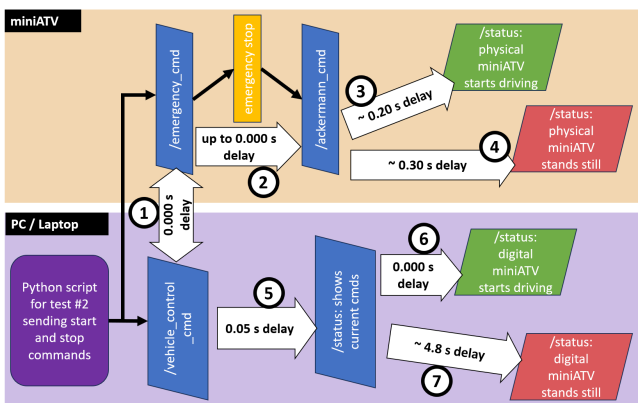 miniATV
/emergency_cmd
emergency stop
/ackermann_cmd
/status:
physical
miniATV
starts driving
3
~ 0.20 s delay
up to 0.000 s
delay
2
4
~ 0.30 s delay
/status:
physical
miniATV
stands still
1
0.000 s
delay
PC / Laptop
Python script
for test #2
sending start
and stop
commands
/vehicle_control
_cmd
5
0.05 s delay
/status: shows
current cmds
6
0.000 s
delay
/status:
digital
miniATV
starts driving
~ 4.8 s delay
7
/status:
digital
miniATV
stands still